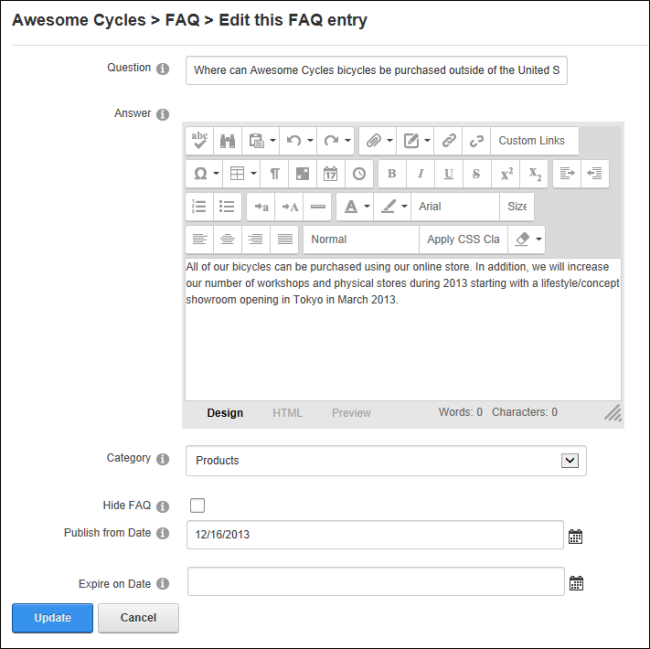 Awesome Cycles > FAQ > Edit this FAQ entry
Question
Where can Awesome Cycles bicycles be purchased outside of the United S
Answer
abc
Custom Links
Ω ¶ 17 B I U S x² x₂
a A A Arial Size
Normal Apply CSS Cla
All of our bicycles can be purchased using our online store. In addition, we will increase
our number of workshops and physical stores during 2013 starting with a lifestyle/concept
showroom opening in Tokyo in March 2013.
Design HTML Preview Words: 0 Characters: 0
Category Products
Hide FAQ
Publish from Date 12/16/2013
Expire on Date
Update Cancel